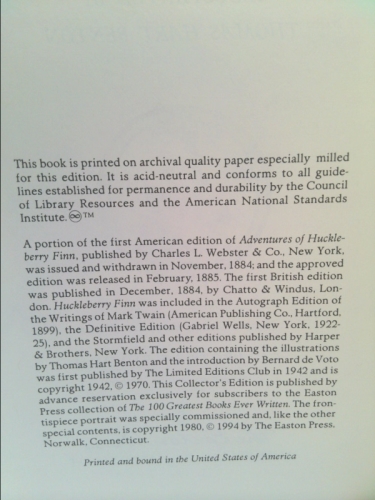 This book is printed on archival quality paper especially milled
for this edition. It is acid-neutral and conforms to all guide-
lines established for permanence and durability by the Council
of Library Resources and the American National Standards
Institute. ♾ TM
A portion of the first American edition of Adventures of Huckle-
berry Finn, published by Charles L. Webster & Co., New York,
was issued and withdrawn in November, 1884; and the approved
edition was released in February, 1885. The first British edition
was published in December, 1884, by Chatto & Windus, Lon-
don. Huckleberry Finn was included in the Autograph Edition of
the Writings of Mark Twain (American Publishing Co., Hartford,
1899), the Definitive Edition (Gabriel Wells, New York, 1922-
25), and the Stormfield and other editions published by Harper
& Brothers, New York. The edition containing the illustrations
by Thomas Hart Benton and the introduction by Bernard de Voto
was first published by The Limited Editions Club in 1942 and is
copyright 1942, © 1970. This Collector's Edition is published by
advance reservation exclusively for subscribers to the Easton
Press collection of The 100 Greatest Books Ever Written. The fron-
tispiece portrait was specially commissioned and, like the other
special contents, is copyright 1980, © 1994 by The Easton Press,
Norwalk, Connecticut.
Printed and bound in the United States of America